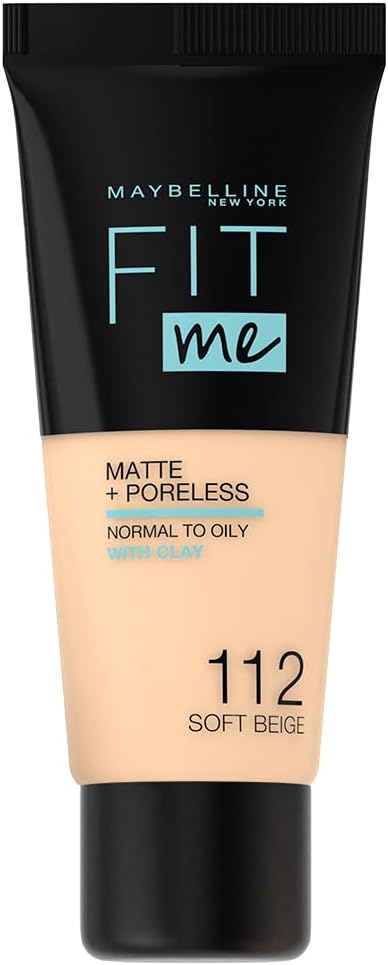 MAYBELLINE
NEW YORK
FIT
me
MATTE
+ PORELESS
NORMAL TO OILY
WITH CLAY
112
SOFT BEIGE